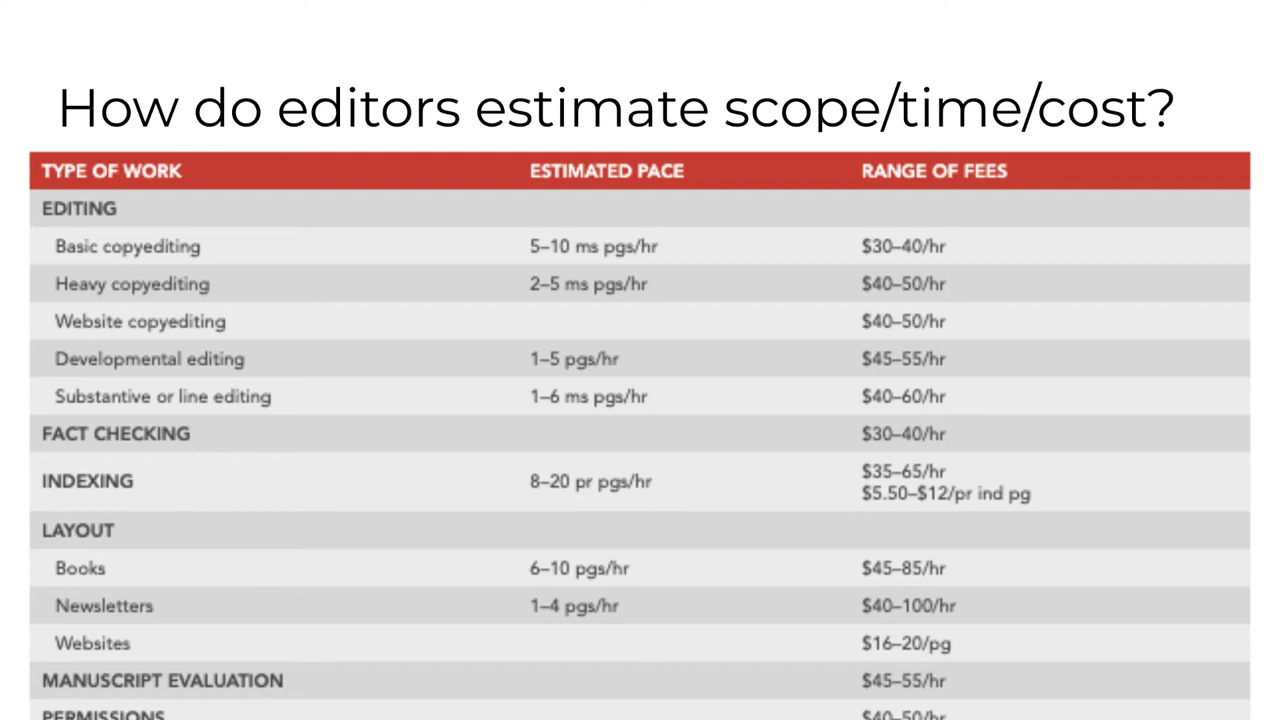 How do editors estimate scope/time/cost?
TYPE OF WORK ESTIMATED PACE RANGE OF FEES
EDITING
Basic copyediting 5–10 ms pgs/hr $30–40/hr
Heavy copyediting 2–5 ms pgs/hr $40–50/hr
Website copyediting $40–50/hr
Developmental editing 1–5 pgs/hr $45–55/hr
Substantive or line editing 1–6 ms pgs/hr $40–60/hr
FACT CHECKING $30–40/hr
INDEXING 8–20 pr pgs/hr $35–65/hr
$5.50–$12/pr ind pg
LAYOUT
Books 6–10 pgs/hr $45–85/hr
Newsletters 1–4 pgs/hr $40–100/hr
Websites $16–20/pg
MANUSCRIPT EVALUATION $45–55/hr
PERMISSIONS $40–50/hr